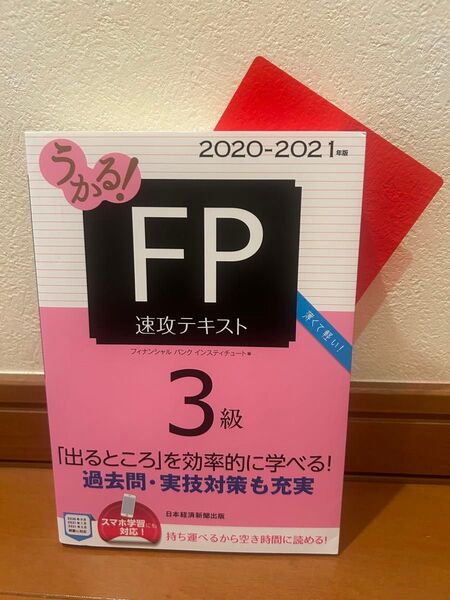 2020-2021年版
うかる!
FP
速攻テキスト
薄くて軽い!
フィナンシャル バンク インスティチュート 編
3級
「出るところ」を効率的に学べる!
過去問・実技対策も充実
スマホ学習にも
対応!
日本経済新聞出版
持ち運べるから空き時間に読める!